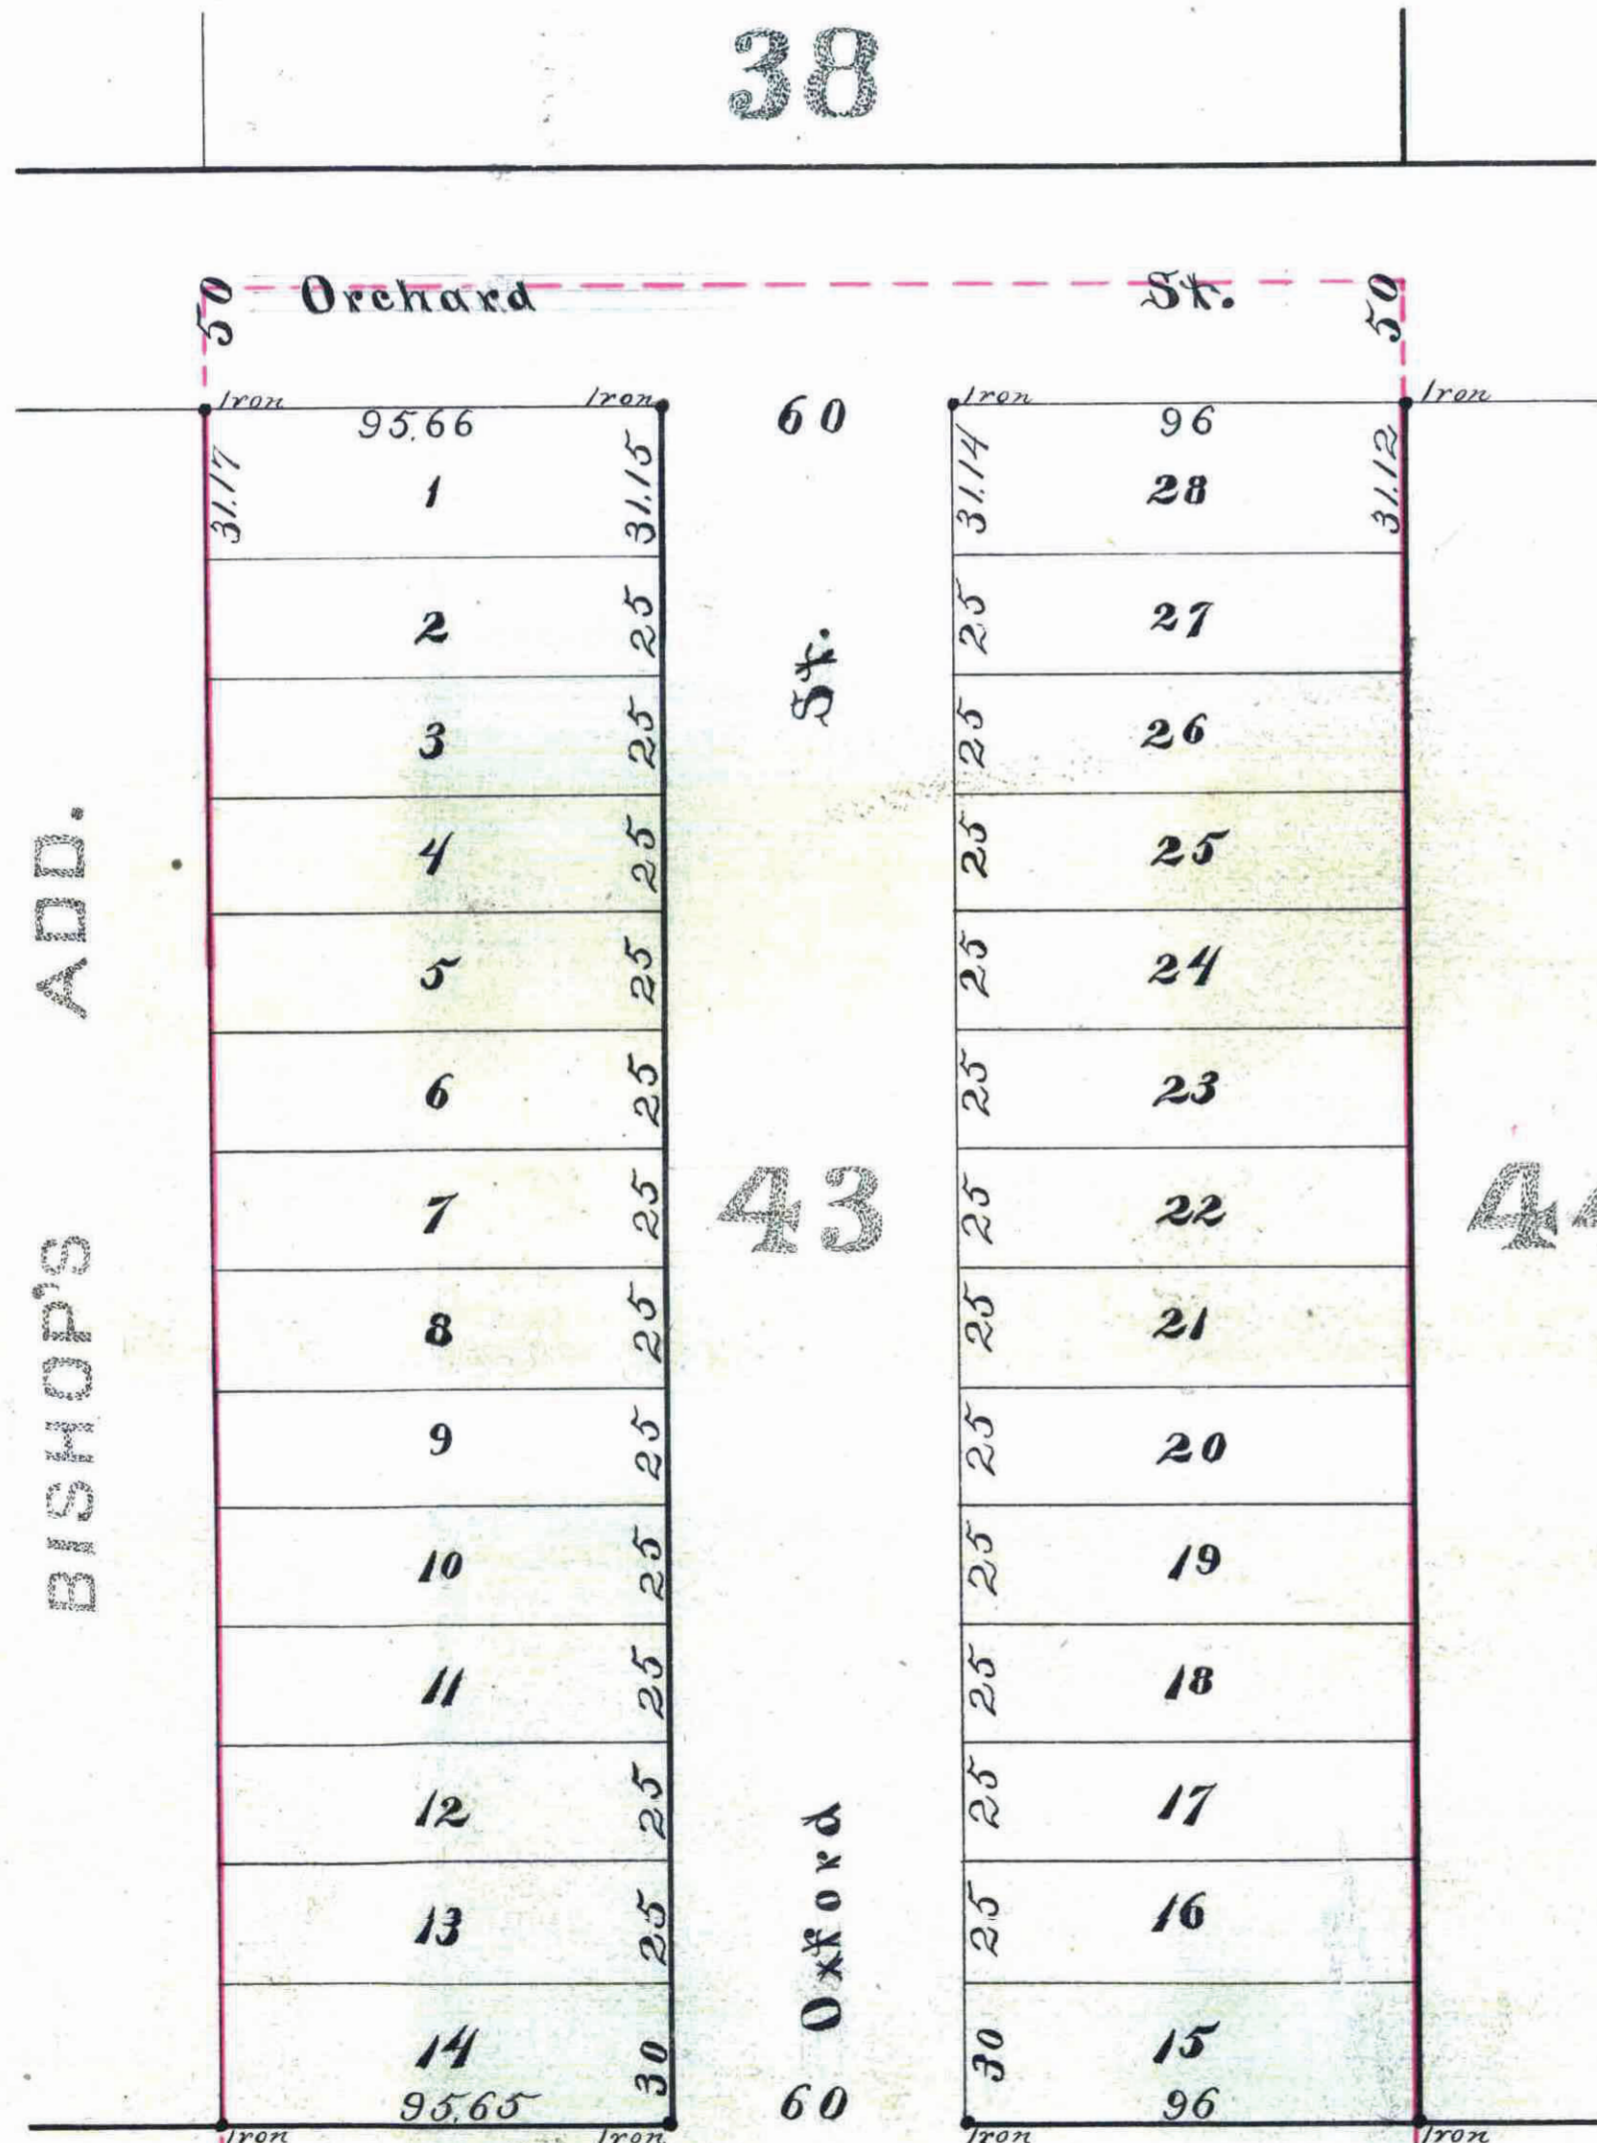 38
50 Orchard St. 50
Iron Iron Iron Iron
95.66 60 96
31.17 1 31.15 31.14 28 31.12
2 25 25 27
St.
3 25 25 26
4 25 25 25
5 25 25 24
6 25 25 23
7 25 43 25 22
8 25 25 21
9 25 25 20
10 25 25 19
11 25 25 18
12 25 25 17
13 25 25 16
Oxford
14 30 30 15
95.65 60 96
Iron Iron Iron Iron
BISHOP'S ADD.